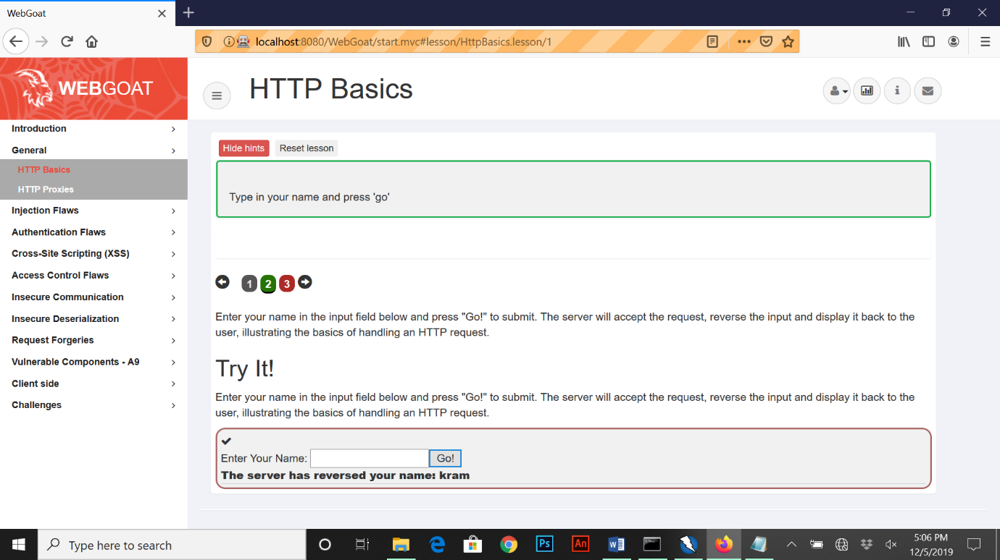 WebGoat
localhost:8080/WebGoat/start.mvc#lesson/HttpBasics.lesson/1
WEBGOAT
HTTP Basics
Introduction
General
HTTP Basics
HTTP Proxies
Injection Flaws
Authentication Flaws
Cross-Site Scripting (XSS)
Access Control Flaws
Insecure Communication
Insecure Deserialization
Request Forgeries
Vulnerable Components - A9
Client side
Challenges
Hide hints Reset lesson
Type in your name and press 'go'
1 2 3
Enter your name in the input field below and press "Go!" to submit. The server will accept the request, reverse the input and display it back to the
user, illustrating the basics of handling an HTTP request.
Try It!
Enter your name in the input field below and press "Go!" to submit. The server will accept the request, reverse the input and display it back to the
user, illustrating the basics of handling an HTTP request.
Enter Your Name: Go!
The server has reversed your name: kram
Type here to search
Ps
An
5:06 PM
12/5/2019